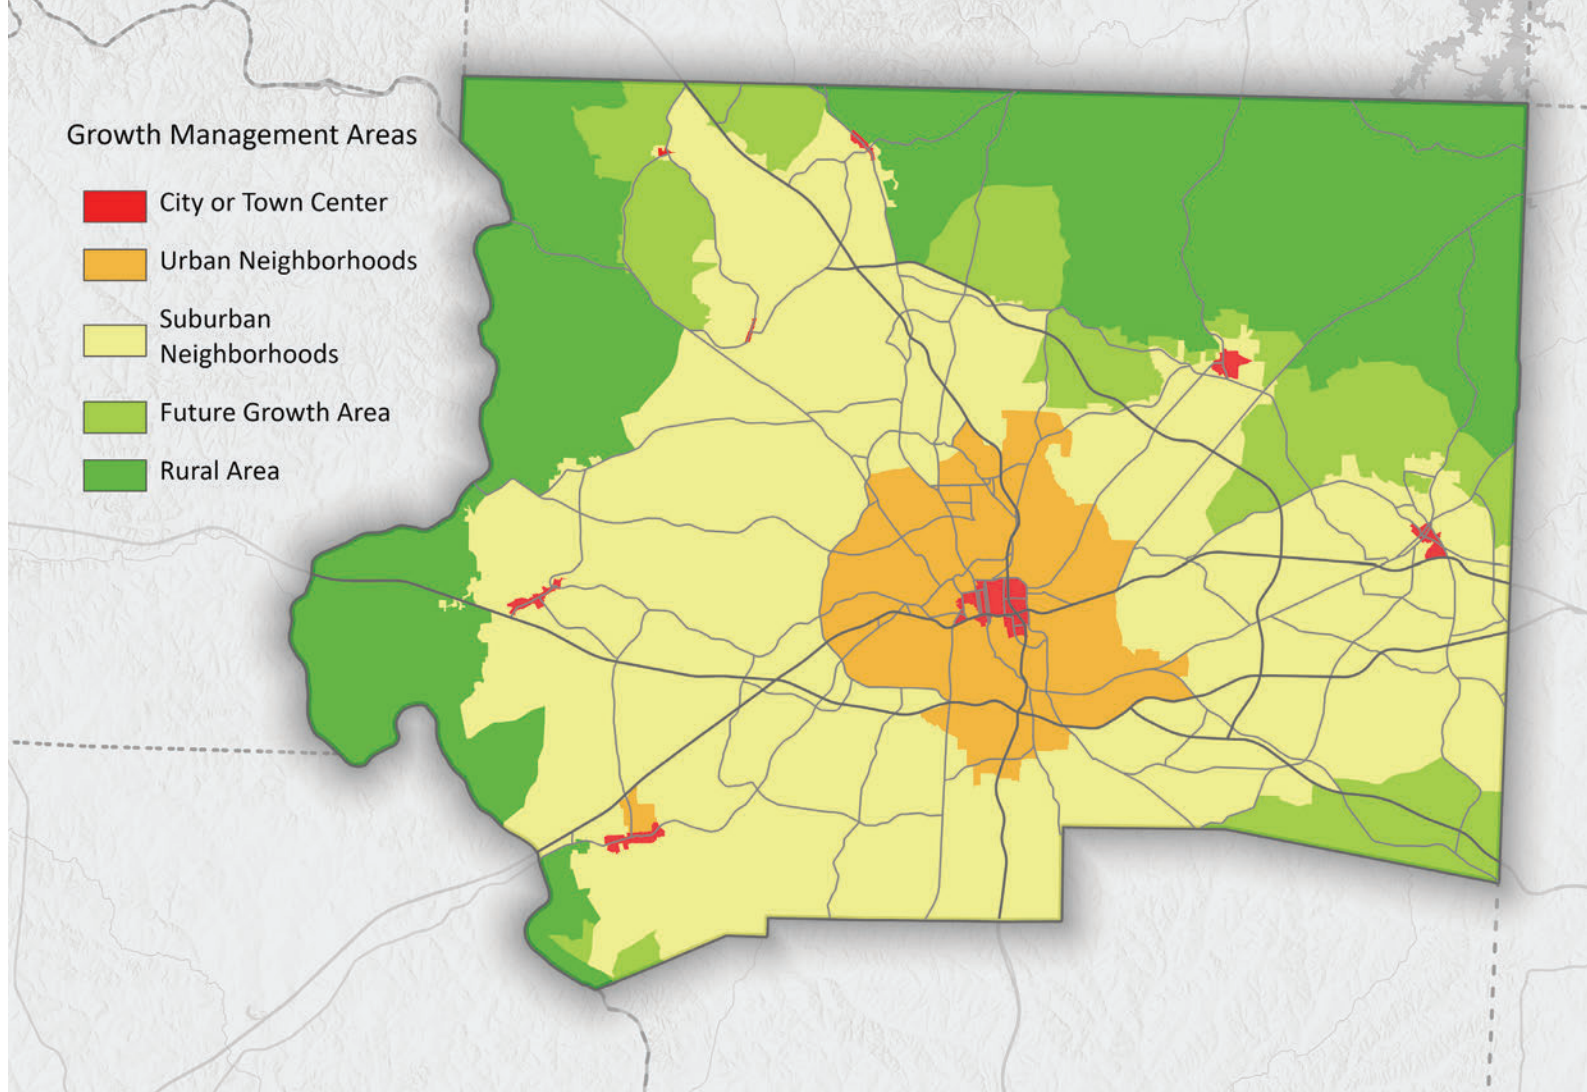 Growth Management Areas
City or Town Center
Urban Neighborhoods
Suburban
Neighborhoods
Future Growth Area
Rural Area